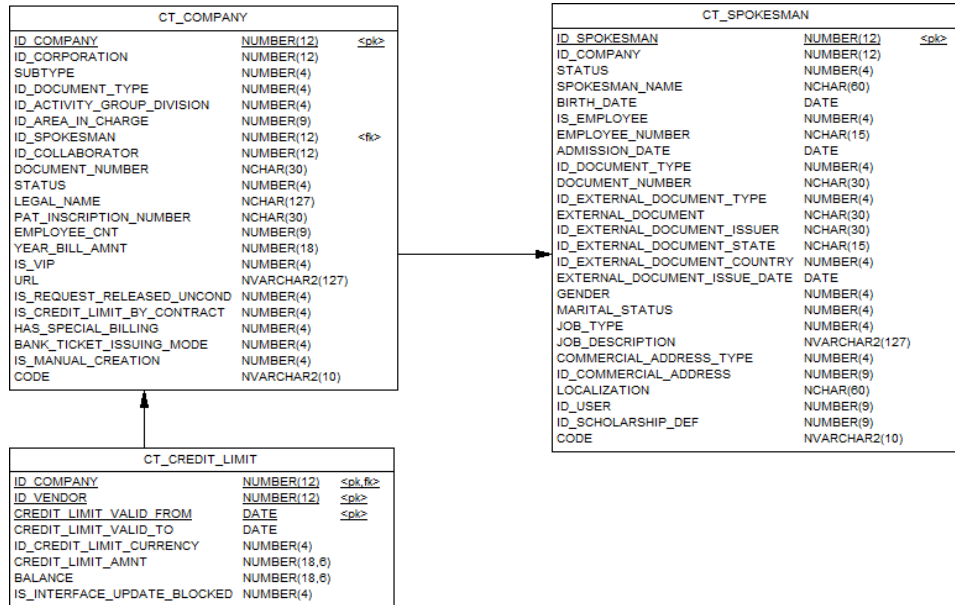 CT_COMPANY
ID_COMPANY NUMBER(12) <pk>
ID_CORPORATION NUMBER(12)
SUBTYPE NUMBER(4)
ID_DOCUMENT_TYPE NUMBER(4)
ID_ACTIVITY_GROUP_DIVISION NUMBER(4)
ID_AREA_IN_CHARGE NUMBER(9)
ID_SPOKESMAN NUMBER(12) <fk>
ID_COLLABORATOR NUMBER(12)
DOCUMENT_NUMBER NCHAR(30)
STATUS NUMBER(4)
LEGAL_NAME NCHAR(127)
PAT_INSCRIPTION_NUMBER NCHAR(30)
EMPLOYEE_CNT NUMBER(9)
YEAR_BILL_AMNT NUMBER(18)
IS_VIP NUMBER(4)
URL NVARCHAR2(127)
IS_REQUEST_RELEASED_UNCOND NUMBER(4)
IS_CREDIT_LIMIT_BY_CONTRACT NUMBER(4)
HAS_SPECIAL_BILLING NUMBER(4)
BANK_TICKET_ISSUING_MODE NUMBER(4)
IS_MANUAL_CREATION NUMBER(4)
CODE NVARCHAR2(10)
CT_SPOKESMAN
ID_SPOKESMAN NUMBER(12) <pk>
ID_COMPANY NUMBER(12)
STATUS NUMBER(4)
SPOKESMAN_NAME NCHAR(60)
BIRTH_DATE DATE
IS_EMPLOYEE NUMBER(4)
EMPLOYEE_NUMBER NCHAR(15)
ADMISSION_DATE DATE
ID_DOCUMENT_TYPE NUMBER(4)
DOCUMENT_NUMBER NCHAR(30)
ID_EXTERNAL_DOCUMENT_TYPE NUMBER(4)
EXTERNAL_DOCUMENT NCHAR(30)
ID_EXTERNAL_DOCUMENT_ISSUER NCHAR(30)
ID_EXTERNAL_DOCUMENT_STATE NCHAR(15)
ID_EXTERNAL_DOCUMENT_COUNTRY NUMBER(4)
EXTERNAL_DOCUMENT_ISSUE_DATE DATE
GENDER NUMBER(4)
MARITAL_STATUS NUMBER(4)
JOB_TYPE NUMBER(4)
JOB_DESCRIPTION NVARCHAR2(127)
COMMERCIAL_ADDRESS_TYPE NUMBER(4)
ID_COMMERCIAL_ADDRESS NUMBER(9)
LOCALIZATION NCHAR(60)
ID_USER NUMBER(9)
ID_SCHOLARSHIP_DEF NUMBER(9)
CODE NVARCHAR2(10)
CT_CREDIT_LIMIT
ID_COMPANY NUMBER(12) <pk,fk>
ID_VENDOR NUMBER(12) <pk>
CREDIT_LIMIT_VALID_FROM DATE <pk>
CREDIT_LIMIT_VALID_TO DATE
ID_CREDIT_LIMIT_CURRENCY NUMBER(4)
CREDIT_LIMIT_AMNT NUMBER(18,6)
BALANCE NUMBER(18,6)
IS_INTERFACE_UPDATE_BLOCKED NUMBER(4)